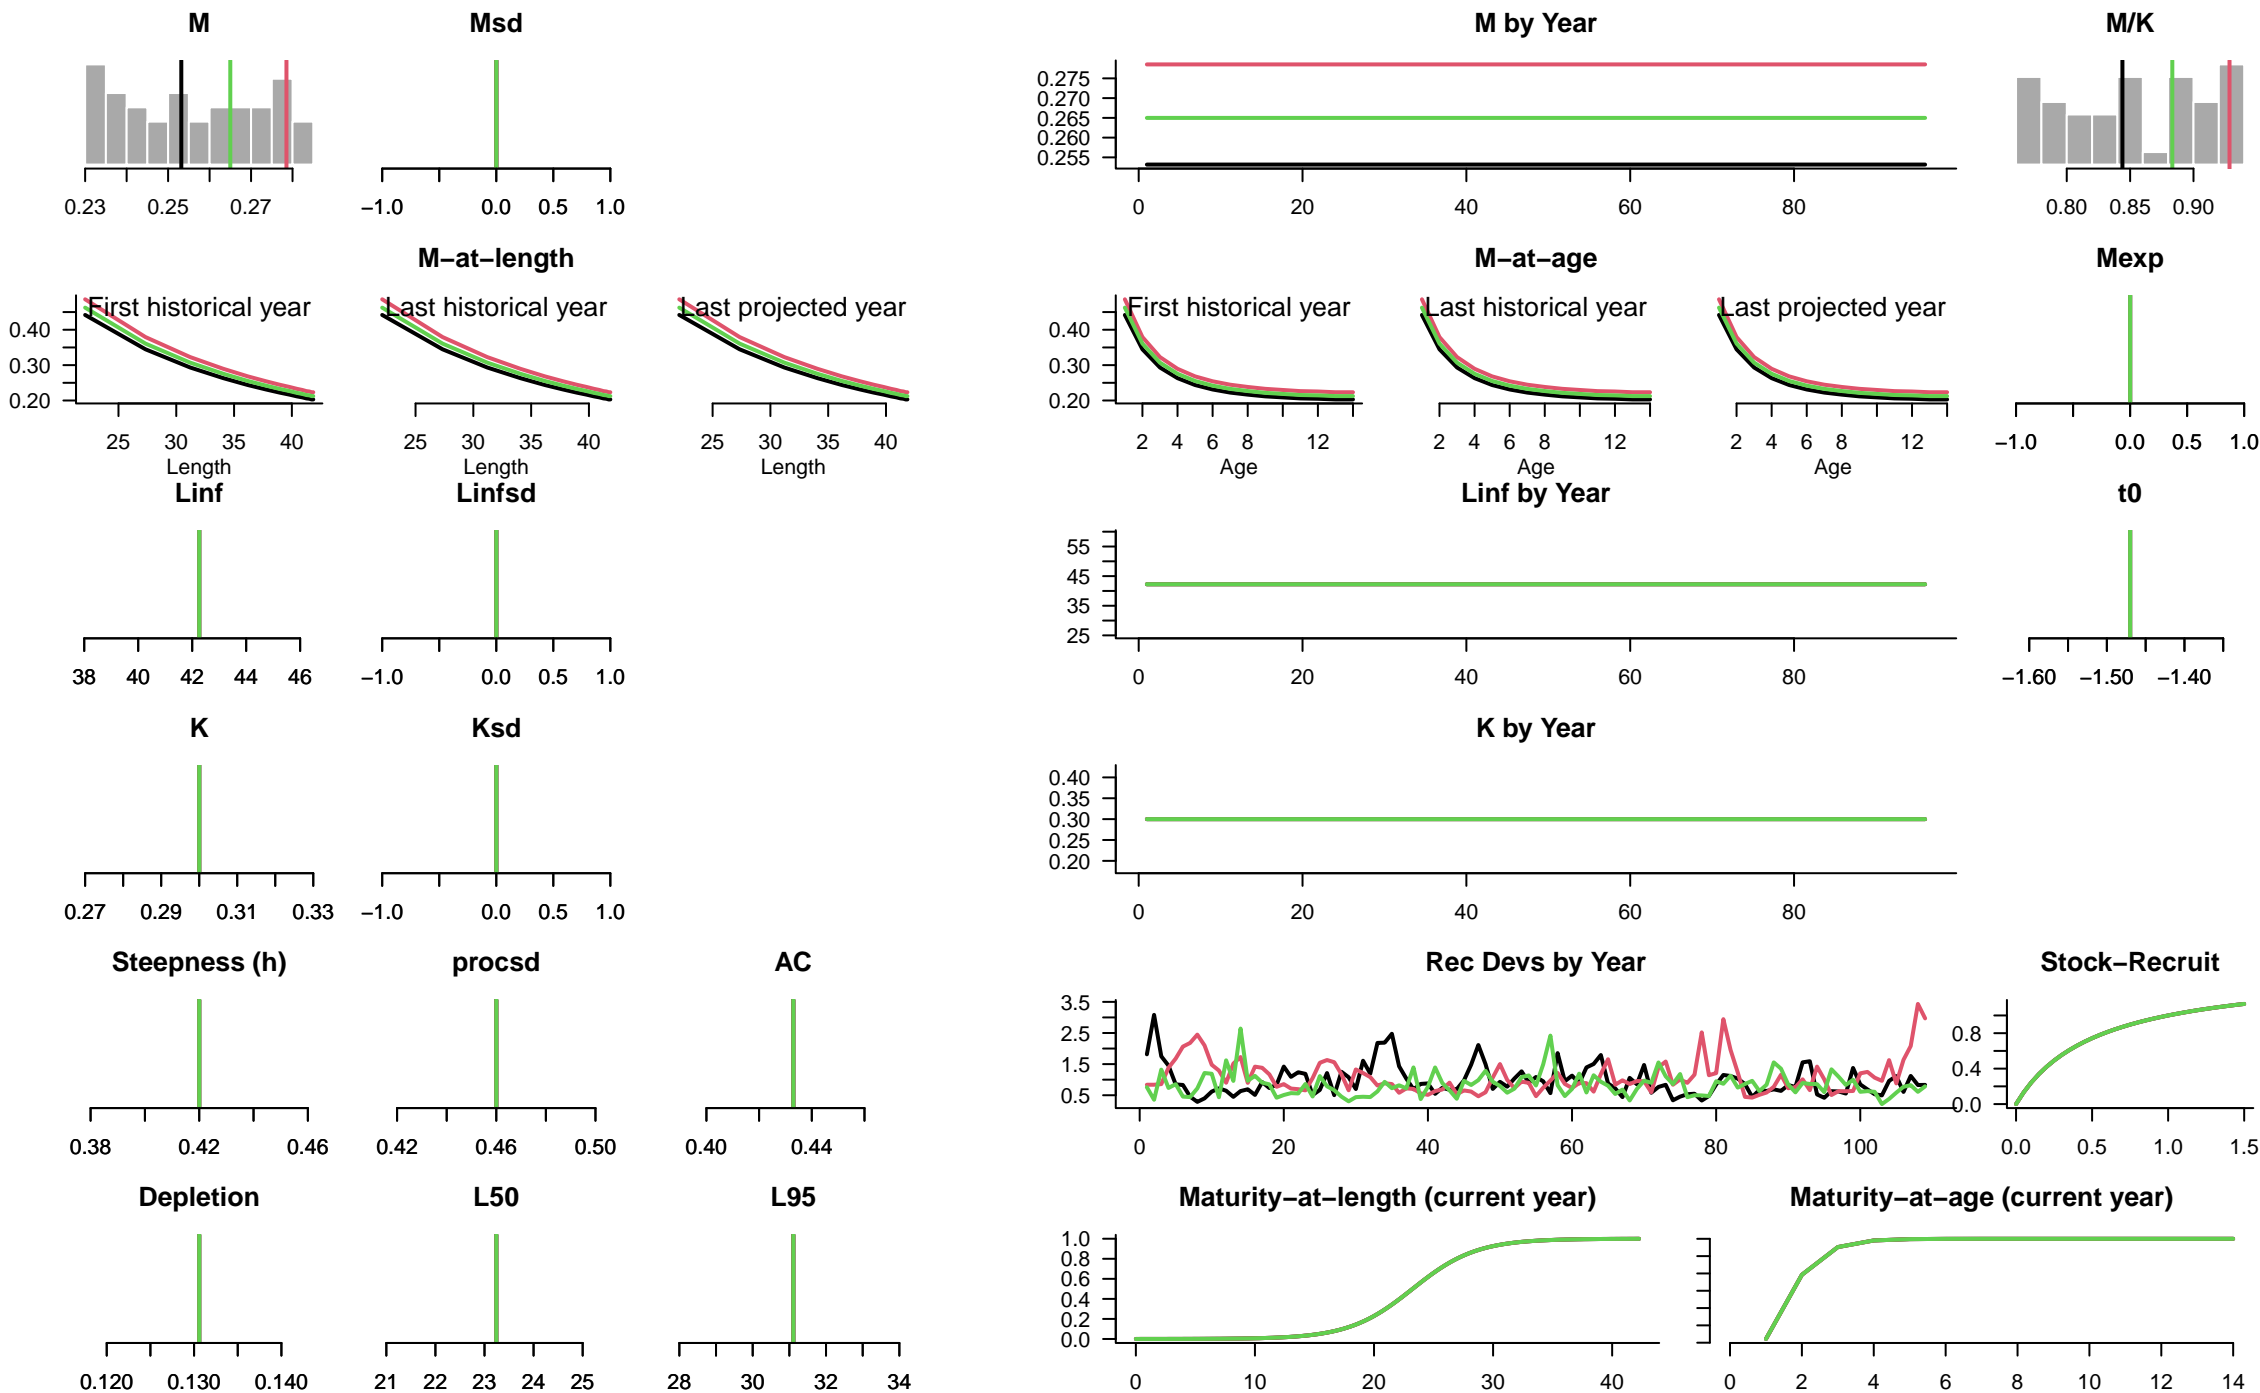 M Msd M by Year M/K
0.275
0.270
0.265
0.260
0.255
0.23 0.25 0.27 −1.0 0.0 0.5 1.0 0 20 40 60 80 0.80 0.85 0.90
M−at−length M−at−age Mexp
First historical year Last historical year Last projected year First historical year Last historical year Last projected year
0.40 0.40
0.30 0.30
0.20 0.20
25 30 35 40 25 30 35 40 25 30 35 40 2 4 6 8 12 2 4 6 8 12 2 4 6 8 12 −1.0 0.0 0.5 1.0
Length Length Length Age Age Age
Linf Linfsd Linf by Year t0
55
45
35
25
38 40 42 44 46 −1.0 0.0 0.5 1.0 0 20 40 60 80 −1.60 −1.50 −1.40
K Ksd K by Year
0.40
0.35
0.30
0.25
0.20
0.27 0.29 0.31 0.33 −1.0 0.0 0.5 1.0 0 20 40 60 80
Steepness (h) procsd AC Rec Devs by Year Stock−Recruit
3.5
2.5 0.8
1.5 0.4
0.5 0.0
0.38 0.42 0.46 0.42 0.46 0.50 0.40 0.44 0 20 40 60 80 100 0.0 0.5 1.0 1.5
Depletion L50 L95 Maturity−at−length (current year) Maturity−at−age (current year)
1.0
0.8
0.6
0.4
0.2
0.0
0.120 0.130 0.140 21 22 23 24 25 28 30 32 34 0 10 20 30 40 0 2 4 6 8 10 12 14